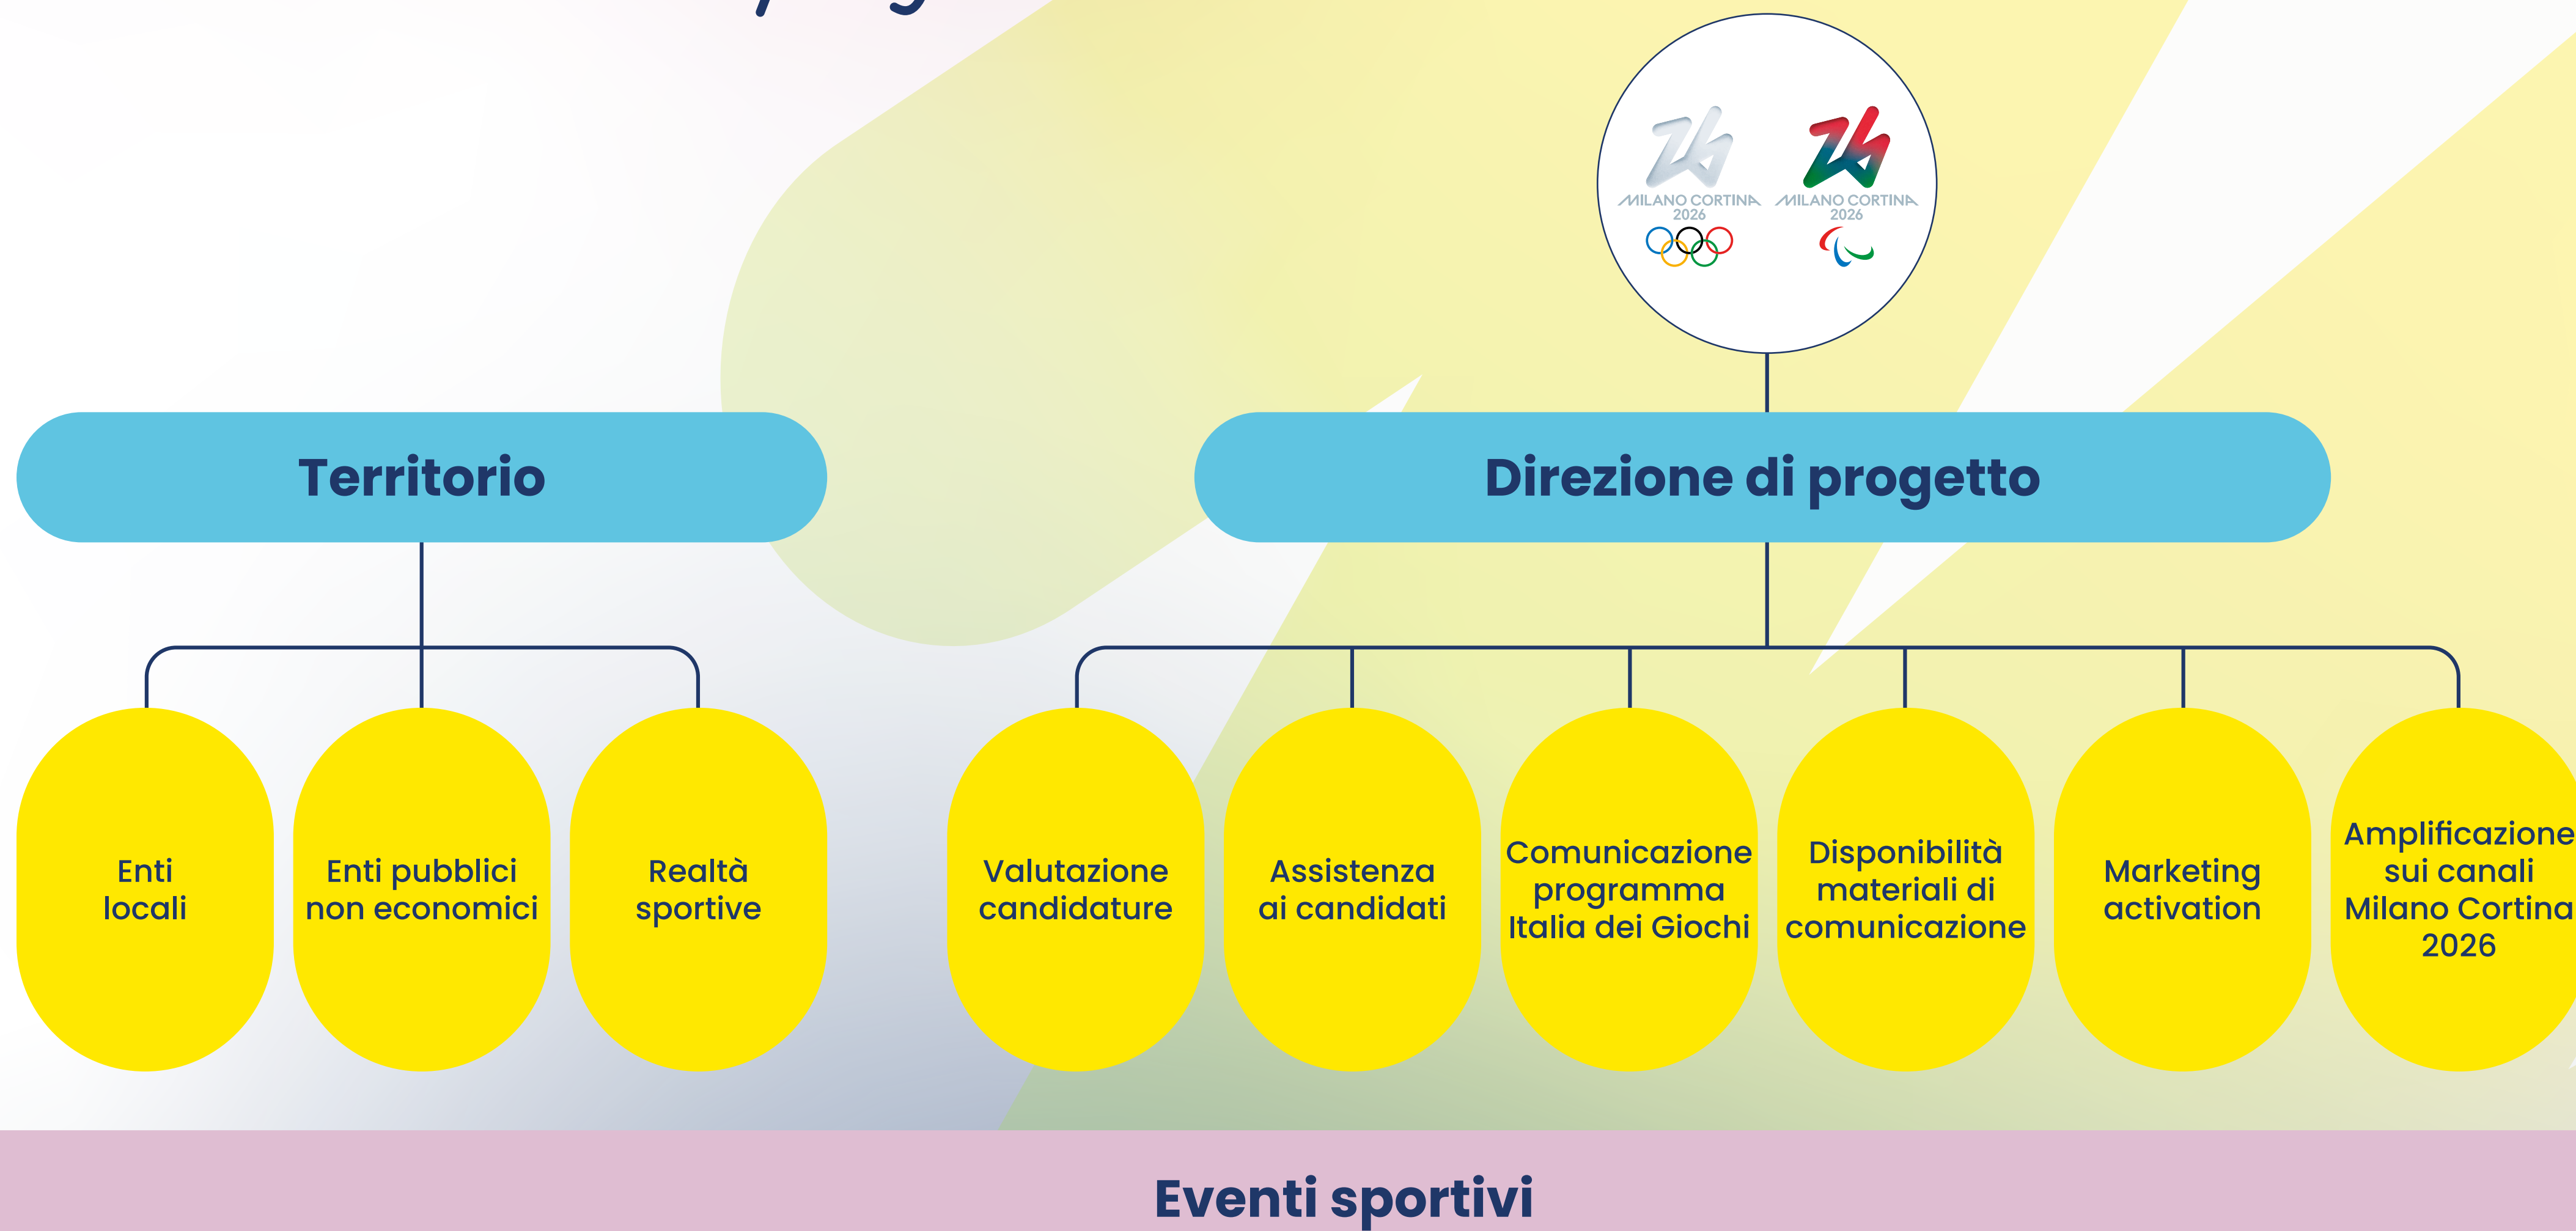 MILANO CORTINA
2026
MILANO CORTINA
2026
Territorio
Direzione di progetto
Enti
locali
Enti pubblici
non economici
Realtà
sportive
Valutazione
candidature
Assistenza
ai candidati
Comunicazione
programma
Italia dei Giochi
Disponibilità
materiali di
comunicazione
Marketing
activation
Amplificazione
sui canali
Milano Cortina
2026
Eventi sportivi